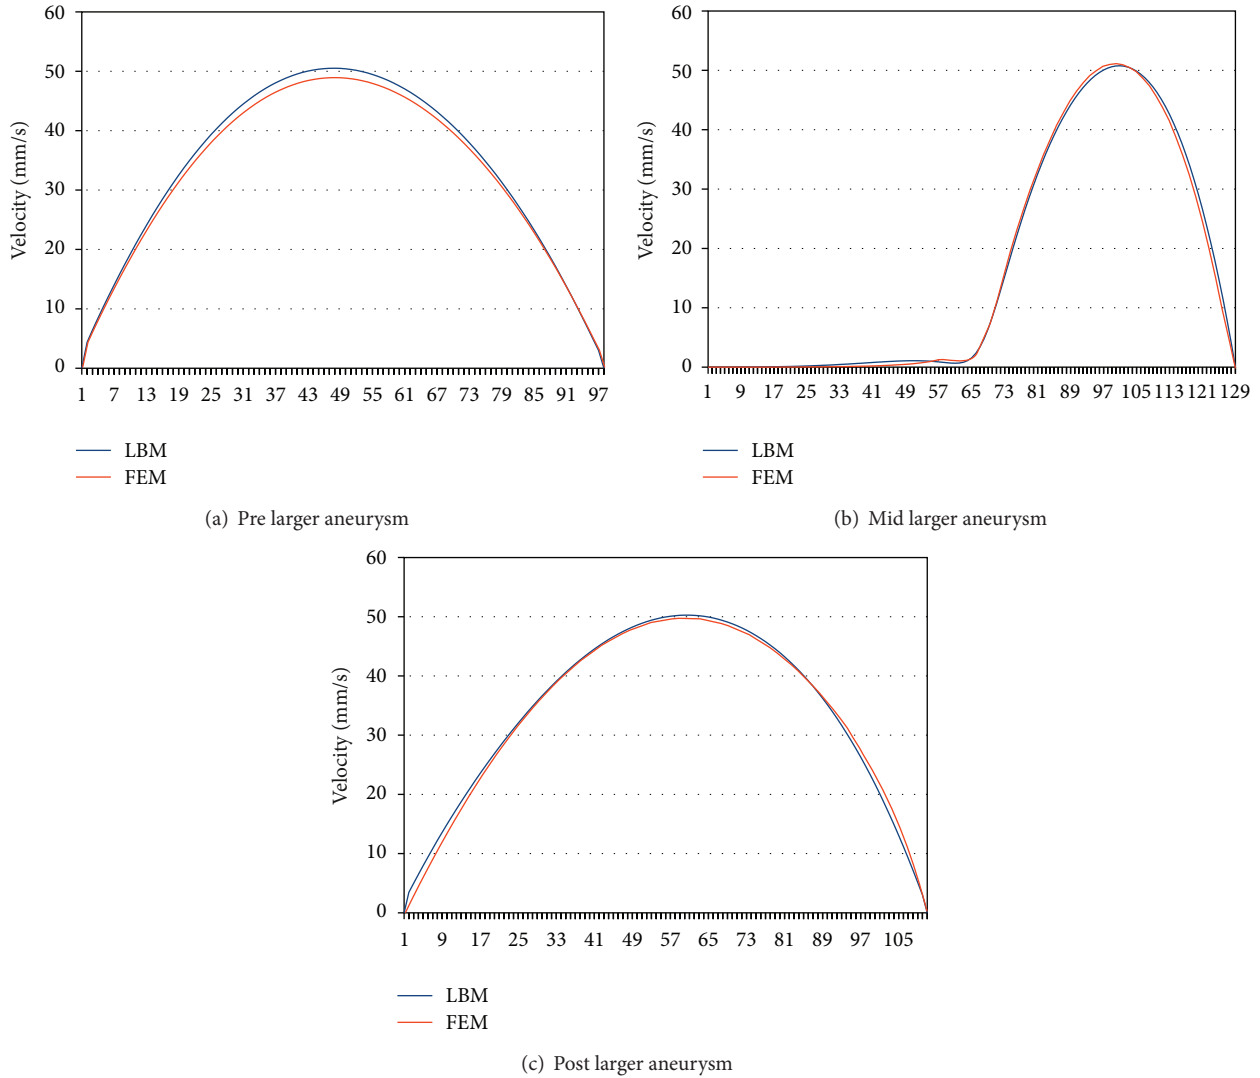 60
50
40
30
20
10
0
Velocity (mm/s)
1 7 13 19 25 31 37 43 49 55 61 67 73 79 85 91 97
LBM
FEM
(a) Pre larger aneurysm
60
50
40
30
20
10
0
Velocity (mm/s)
1 9 17 25 33 41 49 57 65 73 81 89 97 105 113 121 129
LBM
FEM
(b) Mid larger aneurysm
60
50
40
30
20
10
0
Velocity (mm/s)
1 9 17 25 33 41 49 57 65 73 81 89 97 105
LBM
FEM
(c) Post larger aneurysm